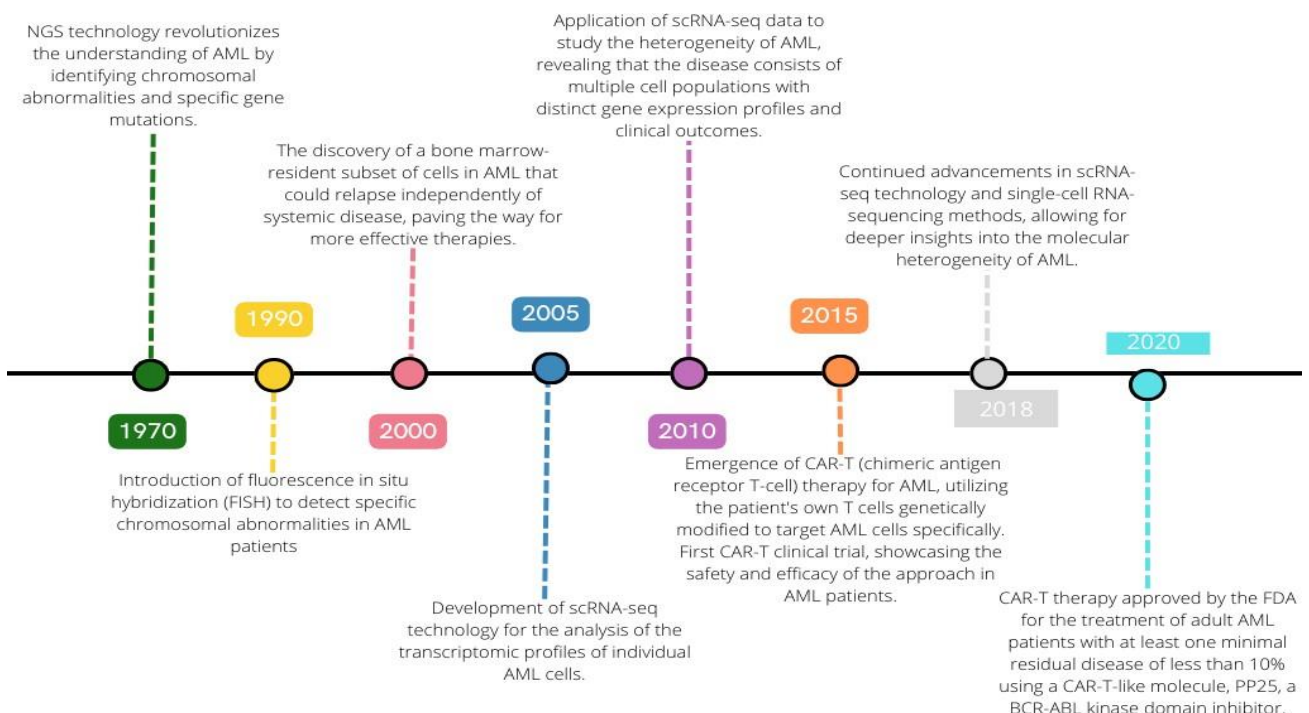 NGS technology revolutionizes
the understanding of AML by
identifying chromosomal
abnormalities and specific gene
mutations.
1970
1990
Introduction of fluorescence in situ
hybridization (FISH) to detect specific
chromosomal abnormalities in AML
patients
The discovery of a bone marrow-
resident subset of cells in AML that
could relapse independently of
systemic disease, paving the way for
more effective therapies.
2000
2005
Development of scRNA-seq
technology for the analysis of the
transcriptomic profiles of individual
AML cells.
Application of scRNA-seq data to
study the heterogeneity of AML,
revealing that the disease consists of
multiple cell populations with
distinct gene expression profiles and
clinical outcomes.
2010
2015
Emergence of CAR-T (chimeric antigen
receptor T-cell) therapy for AML, utilizing
the patient's own T cells genetically
modified to target AML cells specifically.
First CAR-T clinical trial, showcasing the
safety and efficacy of the approach in
AML patients.
Continued advancements in scRNA-
seq technology and single-cell RNA-
sequencing methods, allowing for
deeper insights into the molecular
heterogeneity of AML.
2018
2020
CAR-T therapy approved by the FDA
for the treatment of adult AML
patients with at least one minimal
residual disease of less than 10%
using a CAR-T-like molecule, PP25, a
BCR-ABL kinase domain inhibitor.